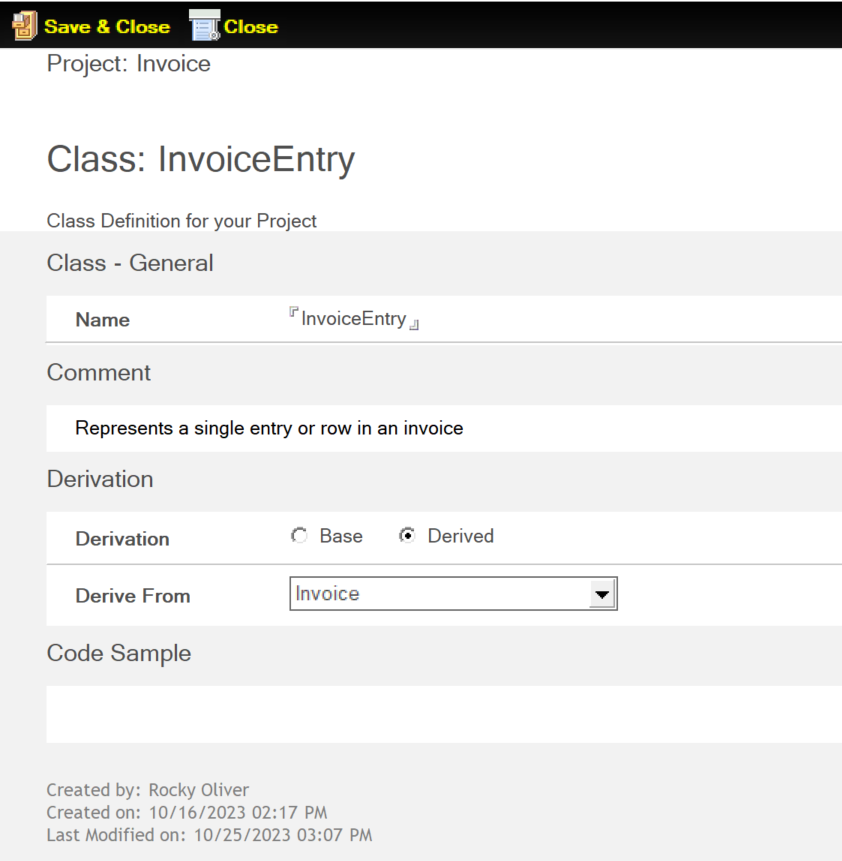 Save & Close Close
Project: Invoice
Class: InvoiceEntry
Class Definition for your Project
Class - General
Name InvoiceEntry
Comment
Represents a single entry or row in an invoice
Derivation
Derivation Base Derived
Derive From Invoice
Code Sample
Created by: Rocky Oliver
Created on: 10/16/2023 02:17 PM
Last Modified on: 10/25/2023 03:07 PM